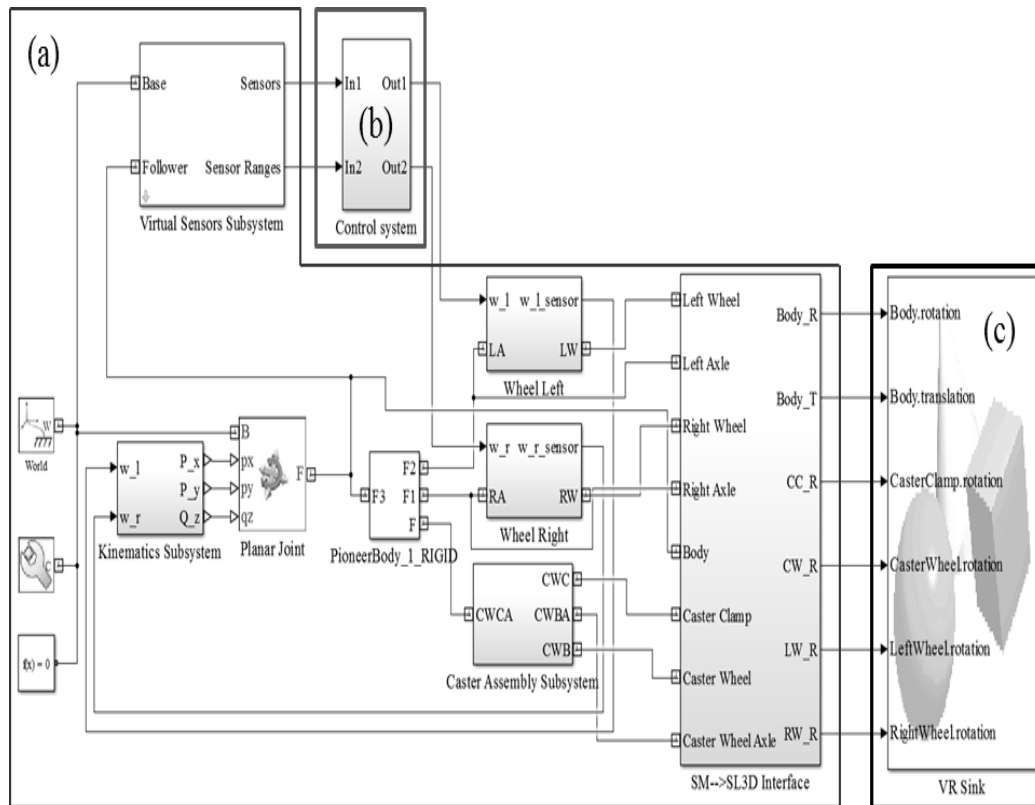 (a)
Base Sensors
Follower Sensor Ranges
Virtual Sensors Subsystem
In1 Out1
(b)
In2 Out2
Control system
w_l w_l_sensor
LA LW
Wheel Left
w_r w_r_sensor
RA RW
Wheel Right
W
World
w_l P_x
P_y
w_r Q_z
Kinematics Subsystem
B
px
py
qz
F
Planar Joint
F2
F3 F1
F
PioneerBody_1_RIGID
C
f(x) = 0
CWC
CWCA CWBA
CWB
Caster Assembly Subsystem
Left Wheel
Left Axle
Right Wheel
Right Axle
Body
Caster Clamp
Caster Wheel
Caster Wheel Axle
Body_R
Body_T
CC_R
CW_R
LW_R
RW_R
SM-->SL3D Interface
(c)
Body.rotation
Body.translation
CasterClamp.rotation
CasterWheel.rotation
LeftWheel.rotation
RightWheel.rotation
VR Sink